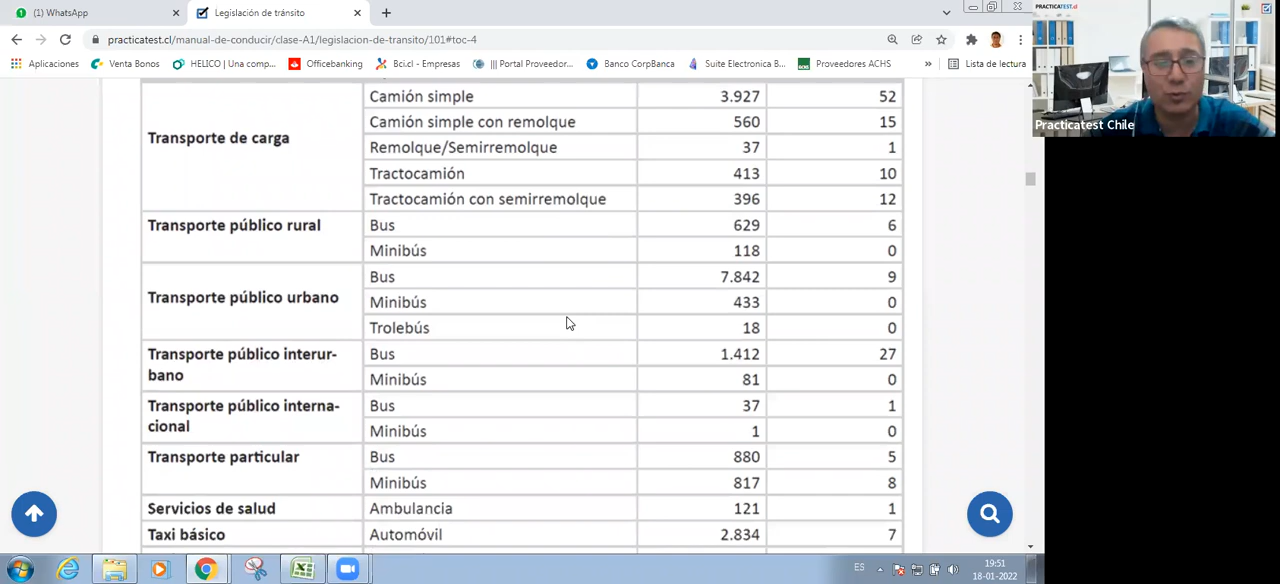 (1) WhatsApp
Legislación de tránsito
practicatest.cl/manual-de-conducir/clase-A1/legislacion-de-transito/101#toc-4
Aplicaciones
Venta Bonos
HELICO | Una comp...
Officebanking
Bci.cl - Empresas
||| Portal Proveedor...
Banco CorpBanca
Suite Electronica B...
Proveedores ACHS
»
Lista de lectura
PRACTICATEST.cl
Practicatest Chile
Transporte de carga
Camión simple 3.927 52
Camión simple con remolque 560 15
Remolque/Semirremolque 37 1
Tractocamión 413 10
Tractocamión con semirremolque 396 12
Transporte público rural
Bus 629 6
Minibús 118 0
Transporte público urbano
Bus 7.842 9
Minibús 433 0
Trolebús 18 0
Transporte público interur-
bano
Bus 1.412 27
Minibús 81 0
Transporte público interna-
cional
Bus 37 1
Minibús 1 0
Transporte particular
Bus 880 5
Minibús 817 8
Servicios de salud Ambulancia 121 1
Taxi básico Automóvil 2.834 7
ES
19:51
18-01-2022